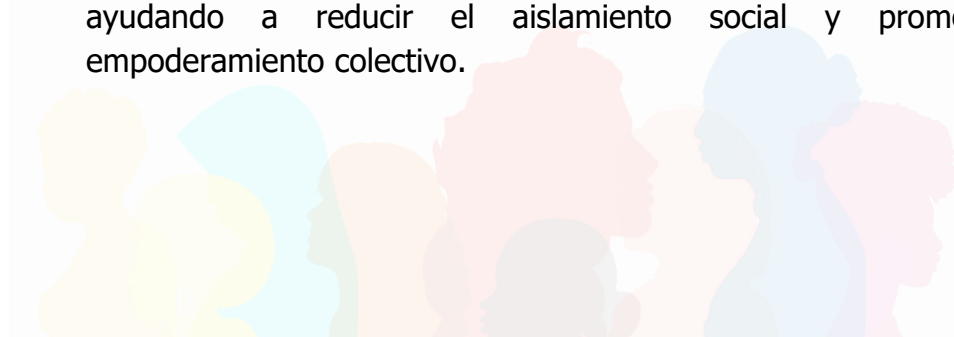 ayudando a reducir el aislamiento social y
empoderamiento colectivo.